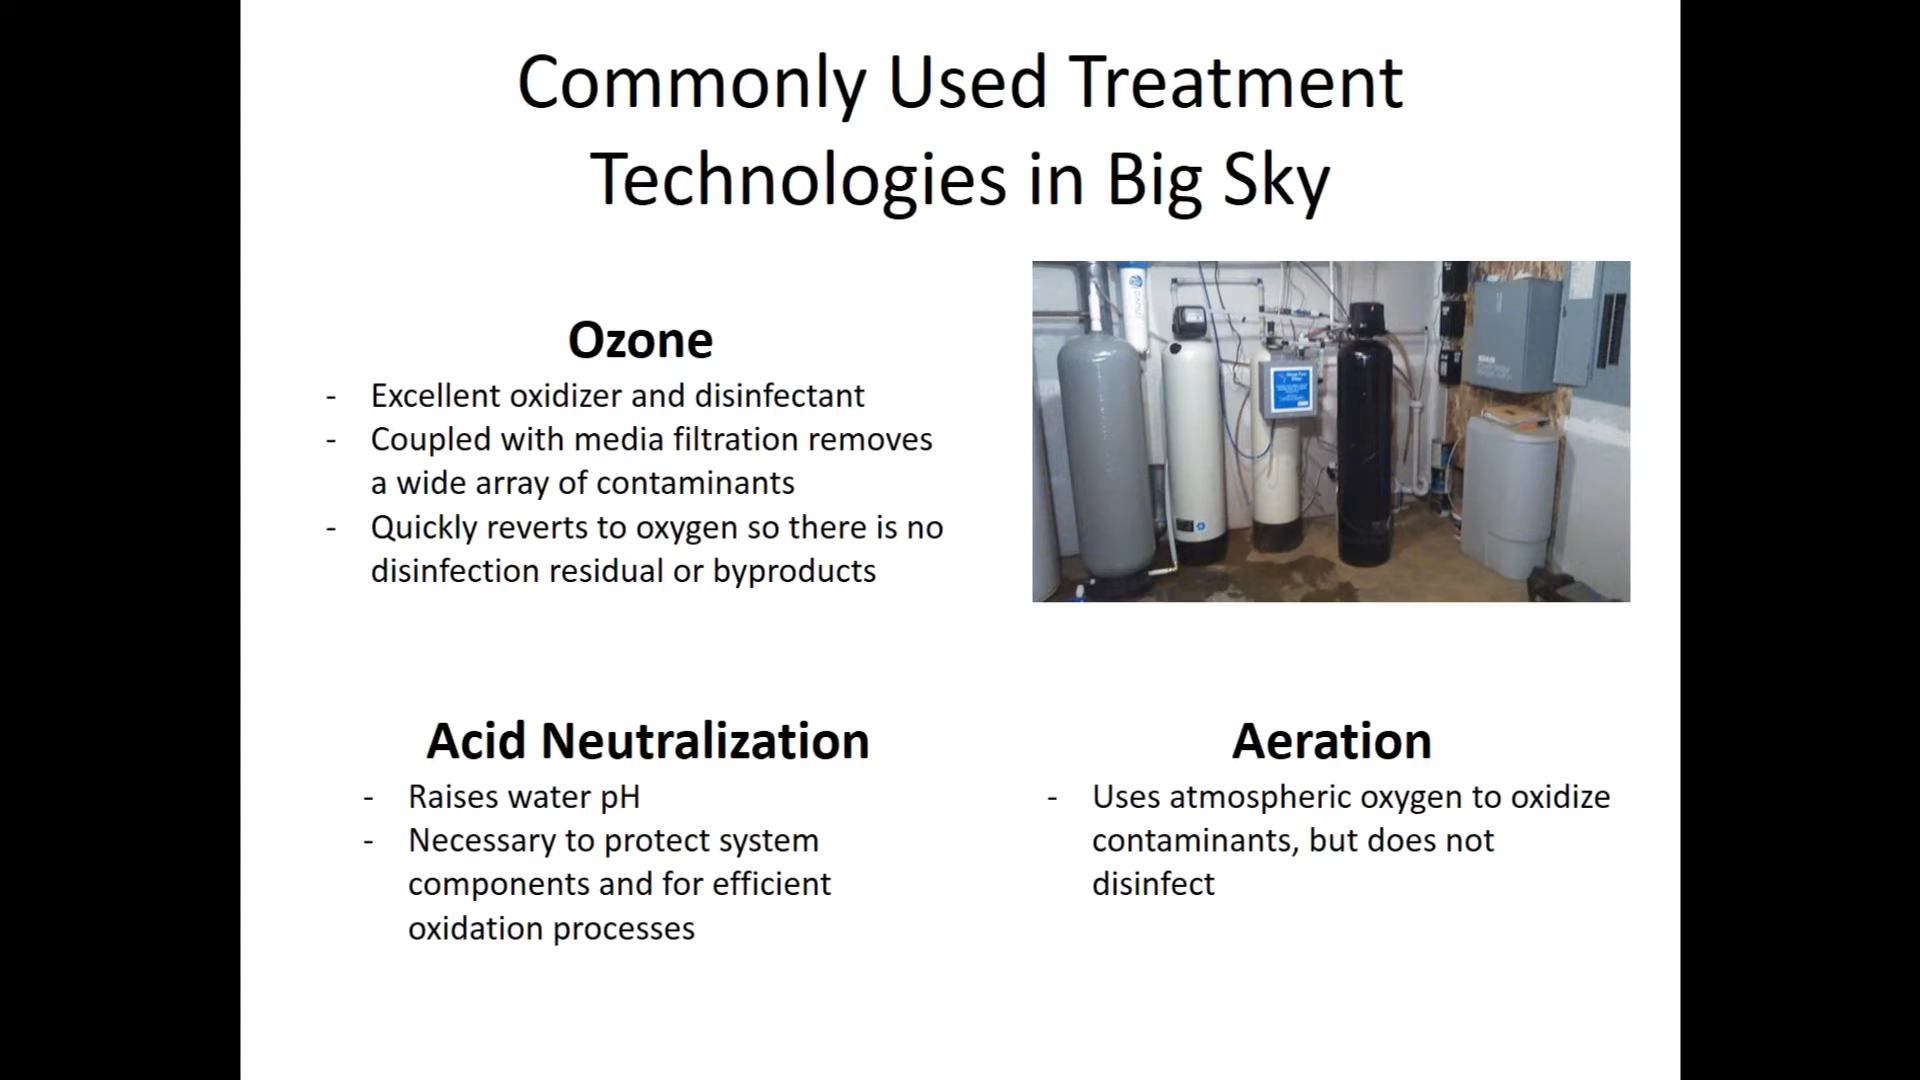 Commonly Used Treatment
Technologies in Big Sky
Ozone
- Excellent oxidizer and disinfectant
- Coupled with media filtration removes
a wide array of contaminants
- Quickly reverts to oxygen so there is no
disinfection residual or byproducts
Acid Neutralization
- Raises water pH
- Necessary to protect system
components and for efficient
oxidation processes
Aeration
- Uses atmospheric oxygen to oxidize
contaminants, but does not
disinfect